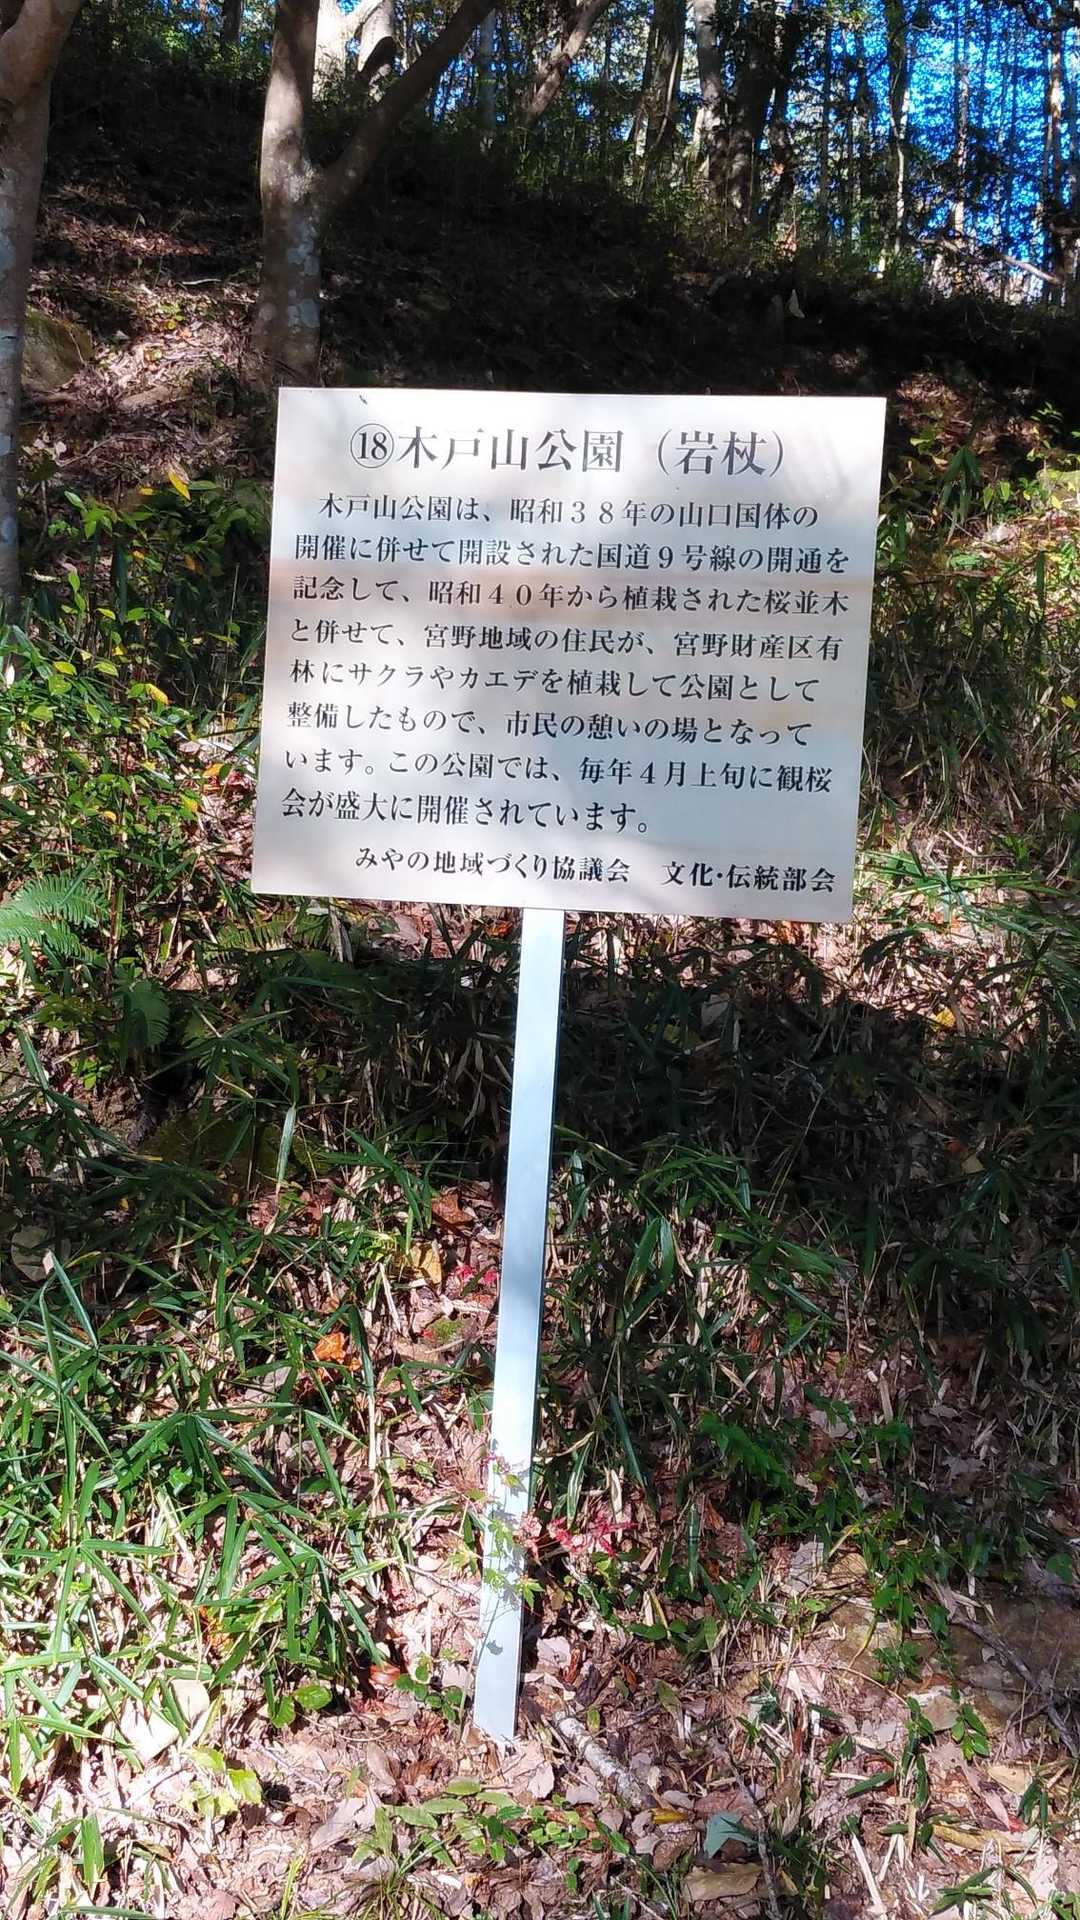 ⑱木戸山公園（岩杖）
木戸山公園は、昭和３８年の山口国体の
開催に併せて開設された国道９号線の開通を
記念して、昭和４０年から植栽された桜並木
と併せて、宮野地域の住民が、宮野財産区有
林にサクラやカエデを植栽して公園として
整備したもので、市民の憩いの場となって
います。この公園では、毎年４月上旬に観桜
会が盛大に開催されています。
みやの地域づくり協議会　文化・伝統部会